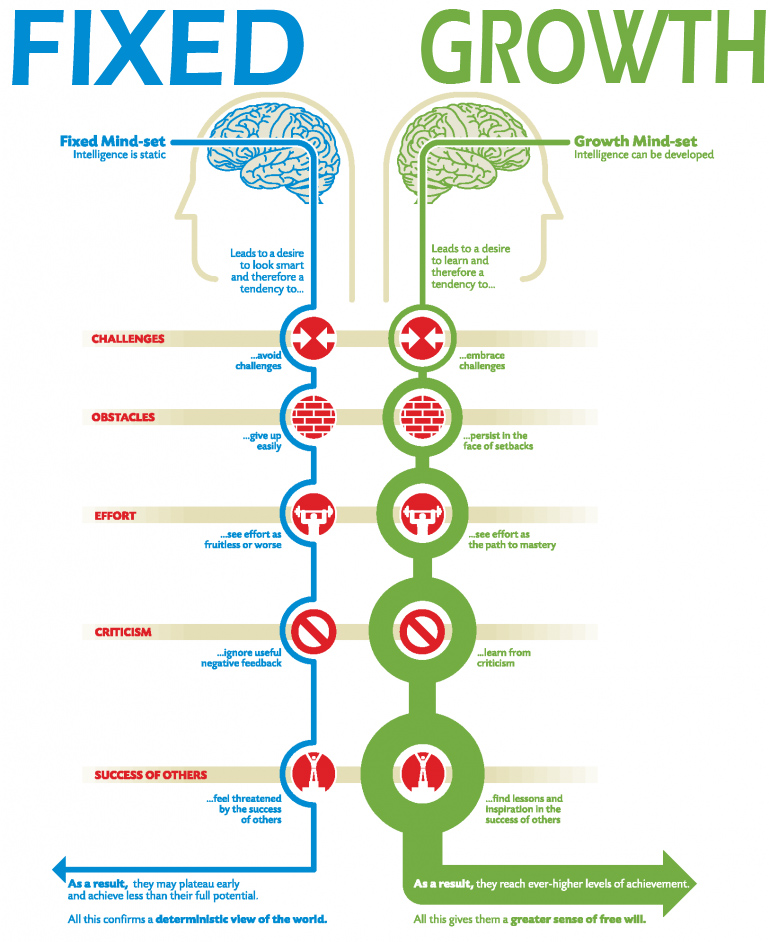 FIXED
GROWTH
Fixed Mind-set
Intelligence is static
Growth Mind-set
Intelligence can be developed
Leads to a desire
to look smart
and therefore a
tendency to...
Leads to a desire
to learn and
therefore a
tendency to...
CHALLENGES
...avoid
challenges
...embrace
challenges
OBSTACLES
...give up
easily
...persist in the
face of setbacks
EFFORT
...see effort as
fruitless or worse
...see effort as
the path to mastery
CRITICISM
...ignore useful
negative feedback
...learn from
criticism
SUCCESS OF OTHERS
...feel threatened
by the success
of others
...find lessons and
inspiration in the
success of others
As a result, they may plateau early
and achieve less than their full potential.
All this confirms a deterministic view of the world.
As a result, they reach ever-higher levels of achievement.
All this gives them a greater sense of free will.